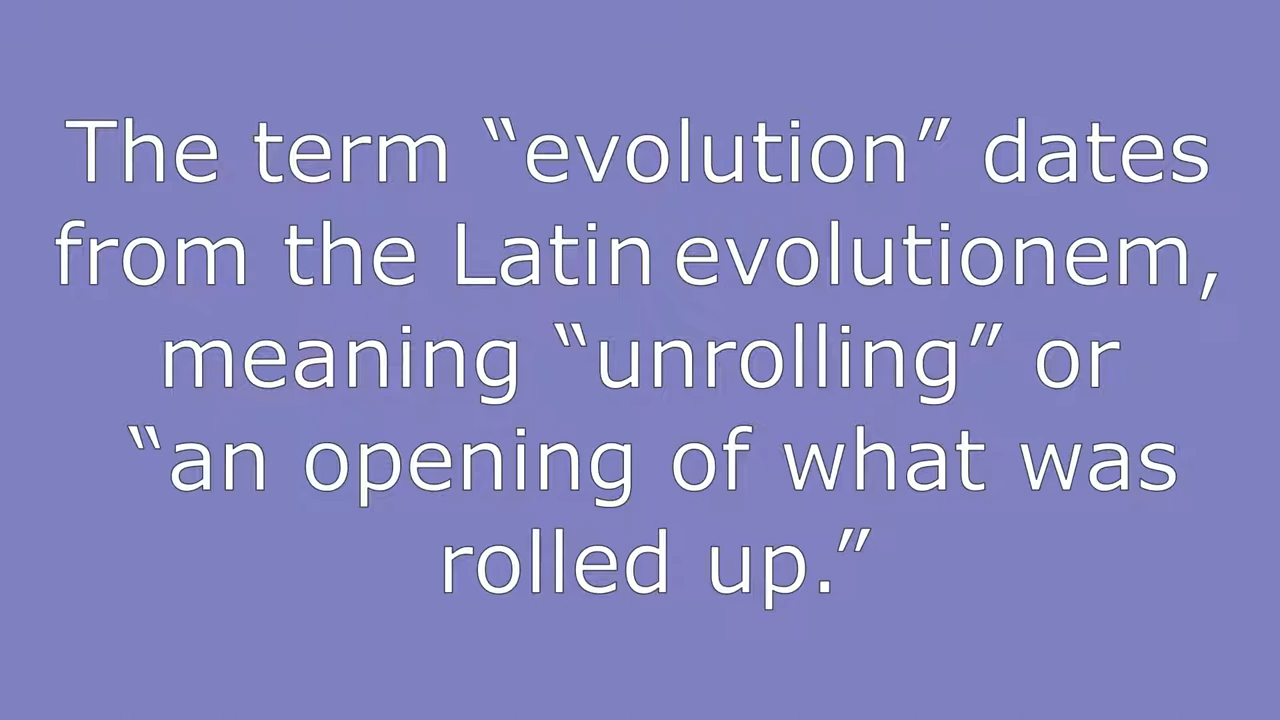 The term “evolution” dates
from the Latin evolutionem,
meaning “unrolling” or
“an opening of what was
rolled up.”